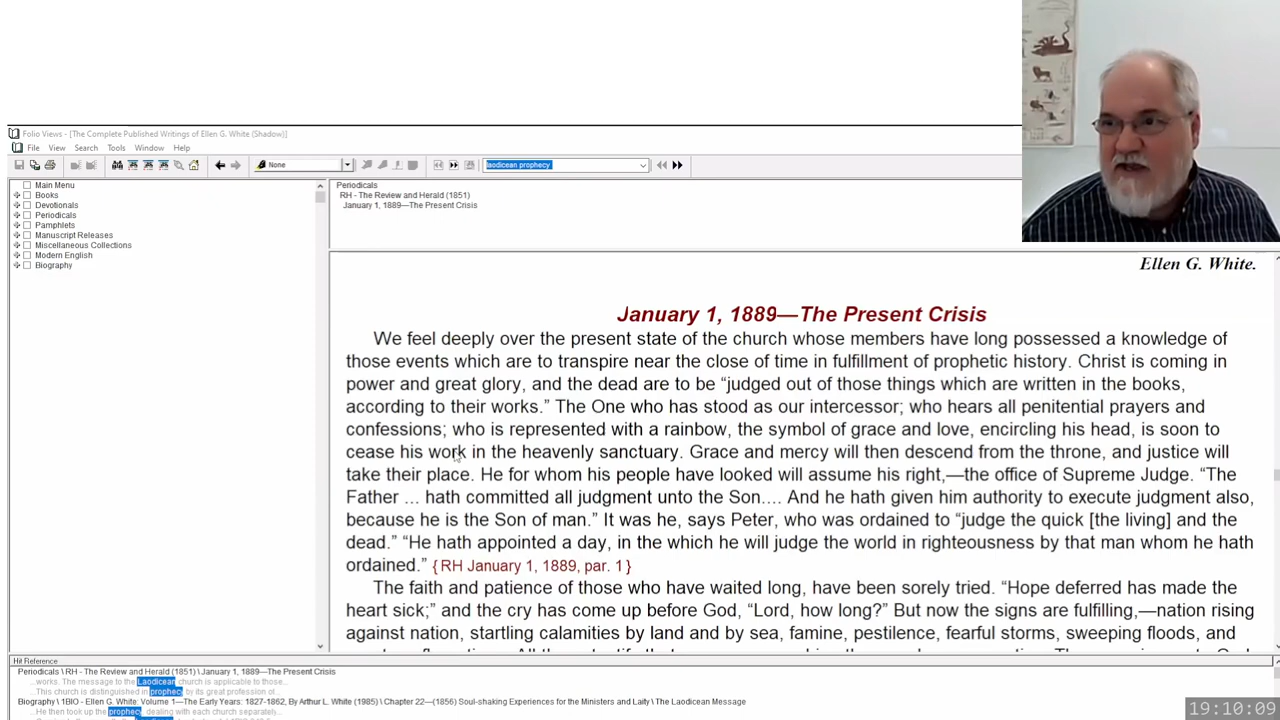 Folio Views - [The Complete Published Writings of Ellen G. White (Shadow)]
File View Search Tools Window Help
None
laodicean prophecy
Main Menu
Books
Devotionals
Periodicals
Pamphlets
Manuscript Releases
Miscellaneous Collections
Modern English
Biography
Periodicals
RH - The Review and Herald (1851)
January 1, 1889—The Present Crisis
Ellen G. White.
January 1, 1889—The Present Crisis
We feel deeply over the present state of the church whose members have long possessed a knowledge of
those events which are to transpire near the close of time in fulfillment of prophetic history. Christ is coming in
power and great glory, and the dead are to be “judged out of those things which are written in the books,
according to their works.” The One who has stood as our intercessor; who hears all penitential prayers and
confessions; who is represented with a rainbow, the symbol of grace and love, encircling his head, is soon to
cease his work in the heavenly sanctuary. Grace and mercy will then descend from the throne, and justice will
take their place. He for whom his people have looked will assume his right,—the office of Supreme Judge. “The
Father ... hath committed all judgment unto the Son.... And he hath given him authority to execute judgment also,
because he is the Son of man.” It was he, says Peter, who was ordained to “judge the quick [the living] and the
dead.” “He hath appointed a day, in the which he will judge the world in righteousness by that man whom he hath
ordained.” { RH January 1, 1889, par. 1 }
The faith and patience of those who have waited long, have been sorely tried. “Hope deferred has made the
heart sick;” and the cry has come up before God, “Lord, how long?” But now the signs are fulfilling,—nation rising
against nation, startling calamities by land and by sea, famine, pestilence, fearful storms, sweeping floods, and
Hit Reference
Periodicals \ RH - The Review and Herald (1851) \ January 1, 1889—The Present Crisis
...works. The message to the Laodicean church is applicable to those...
...This church is distinguished in prophecy by its great profession of...
Biography \ 1BIO - Ellen G. White: Volume 1—The Early Years: 1827-1862, By Arthur L. White (1985) \ Chapter 22—(1856) Soul-shaking Experiences for the Ministers and Laity \ The Laodicean Message
...He then took up the prophecy, dealing with each church separately...
19:10:09